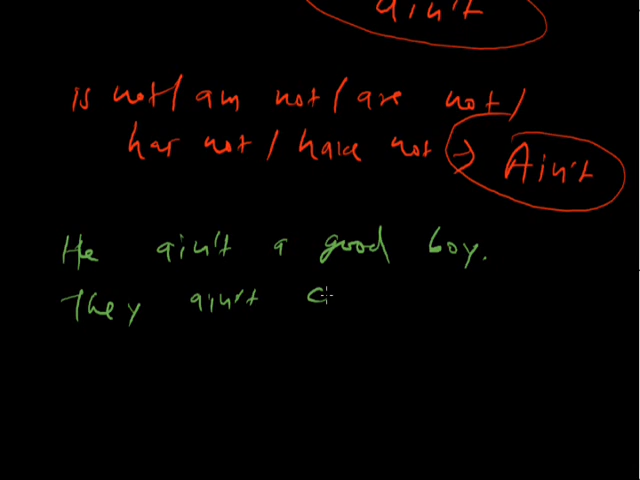 ain't
is not / am not / are not /
has not / have not → Ain't
He ain't a good boy.
They ain't c